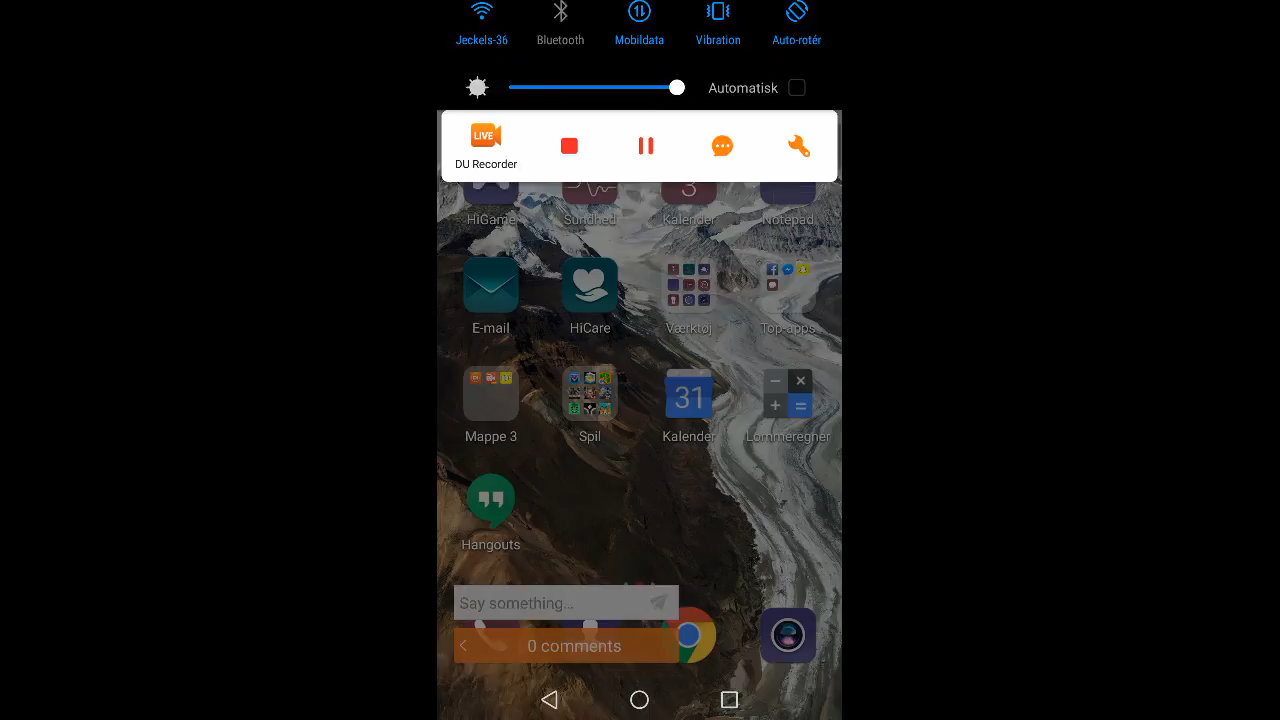 Jeckels-36 Bluetooth Mobildata Vibration Auto-rotér
Automatisk
LIVE
DU Recorder
3
HiGame Sundhed Kalender Notepad
E-mail HiCare Værktøj Top-apps
31
Mappe 3 Spil Kalender Lommeregner
Hangouts
Say something...
0 comments